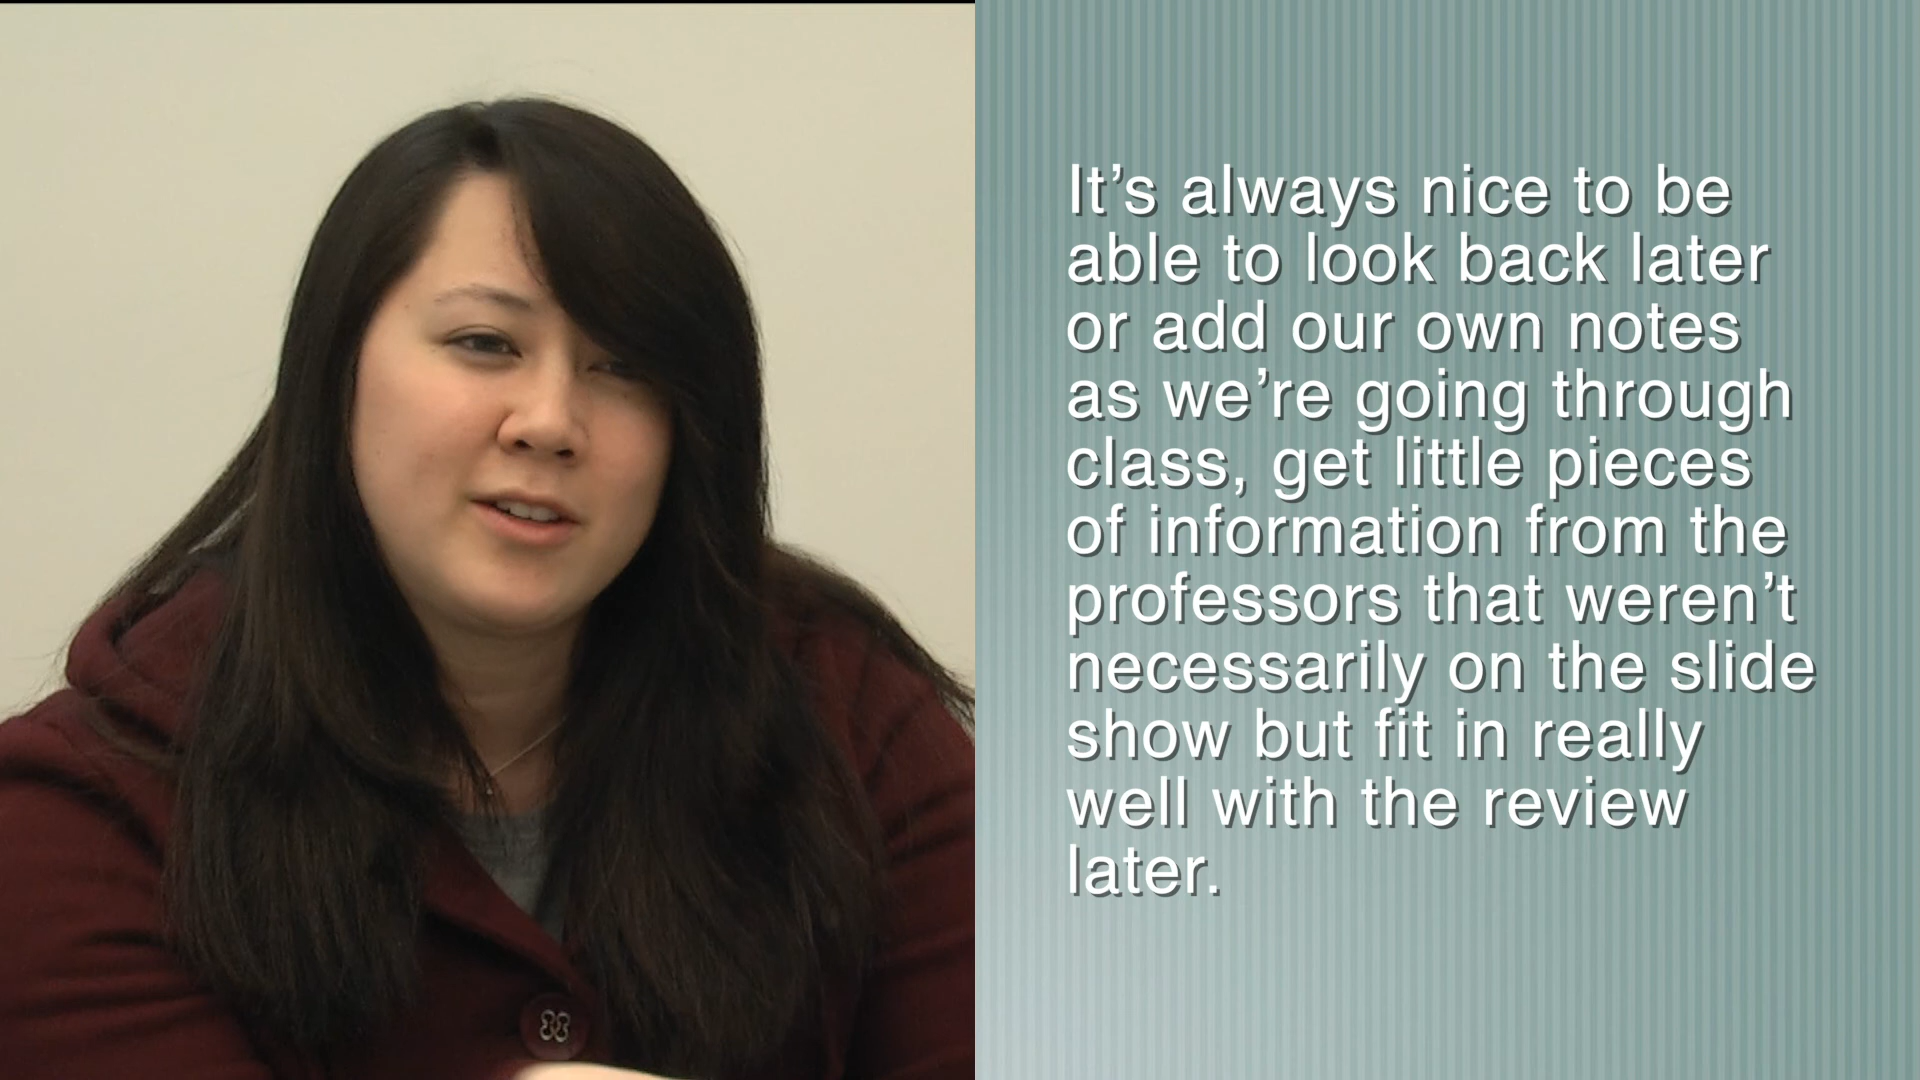 It’s always nice to be
able to look back later
or add our own notes
as we’re going through
class, get little pieces
of information from the
professors that weren’t
necessarily on the slide
show but fit in really
well with the review
later.